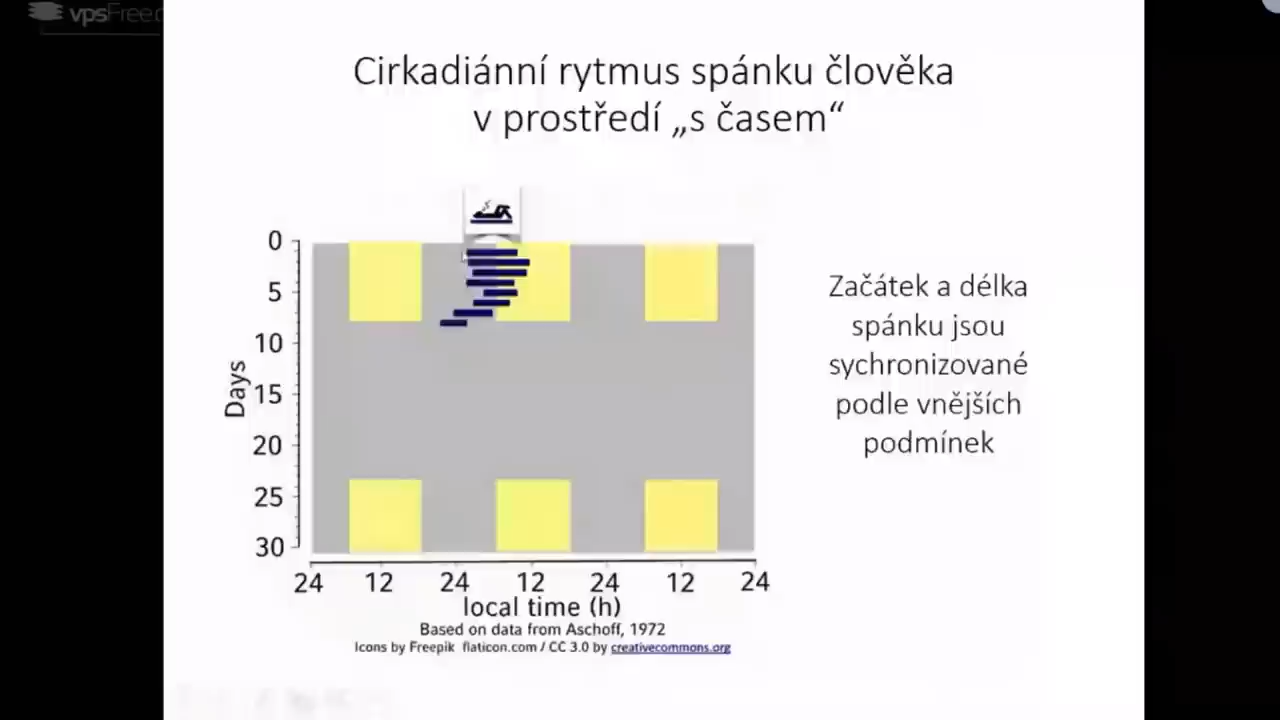 vpsFree.c
Cirkadiánní rytmus spánku člověka
v prostředí „s časem“
0
5
10
15
20
25
30
Days
24 12 24 12 24 12 24
local time (h)
Based on data from Aschoff, 1972
Icons by Freepik flaticon.com / CC 3.0 by creativecommons.org
Začátek a délka
spánku jsou
sychronizované
podle vnějších
podmínek